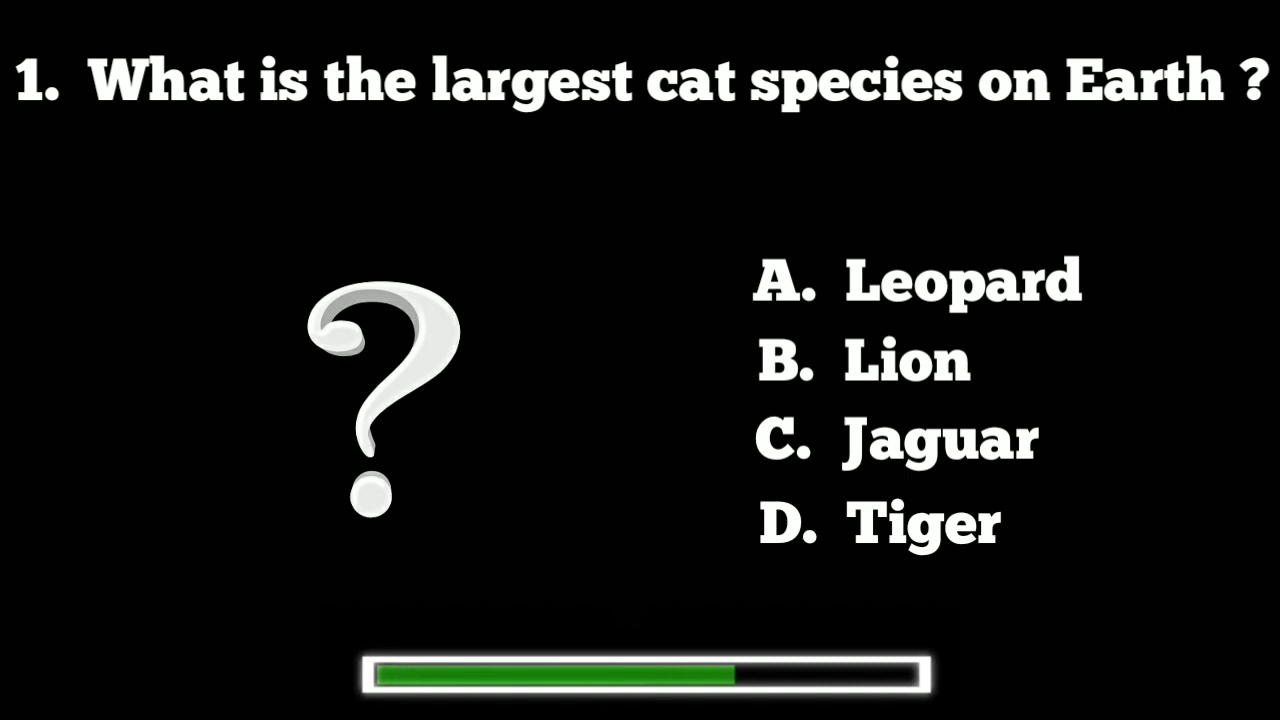 1. What is the largest cat species on Earth ?
?
A. Leopard
B. Lion
C. Jaguar
D. Tiger